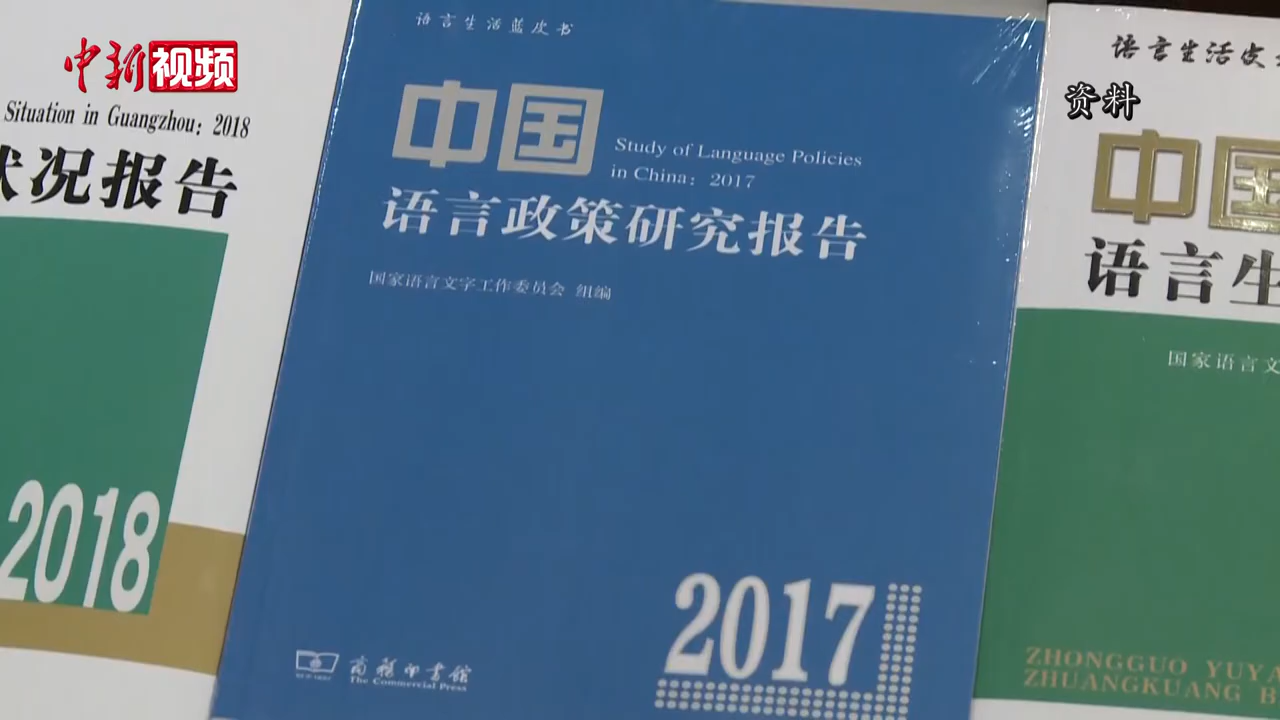 中新视频
资料
Situation in Guangzhou: 2018
状况报告
2018
语言生活蓝皮书
中国
Study of Language Policies
in China: 2017
语言政策研究报告
国家语言文字工作委员会 组编
2017
商务印书馆
The Commercial Press
语言生活皮
中国
语言生
国家语言文
ZHONGGUO YUYA
ZHUANGKUANG B